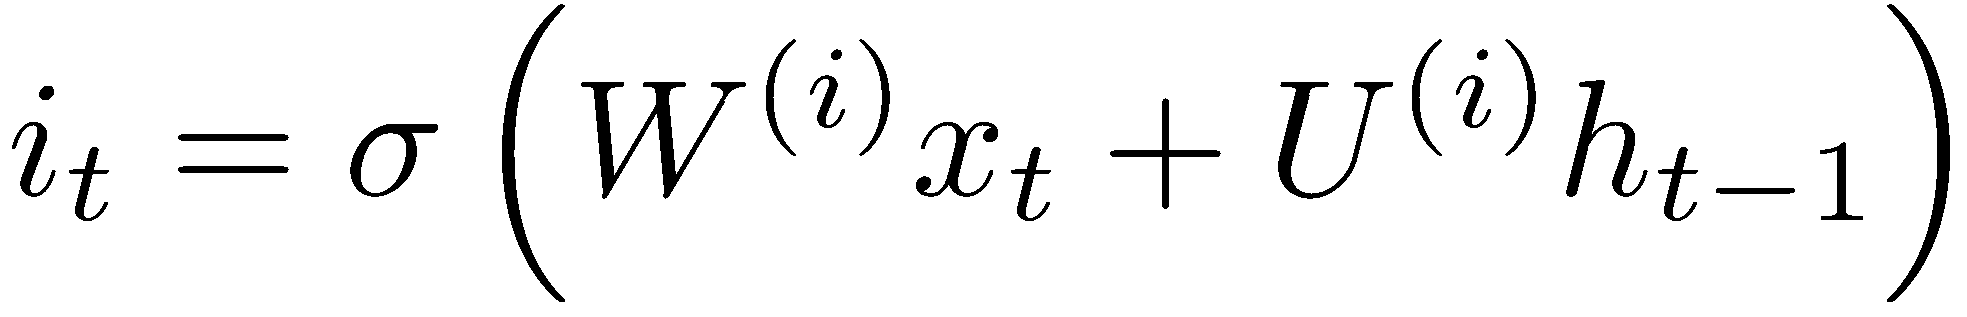 i_t = σ(W^{(i)}x_t + U^{(i)}h_{t−1})